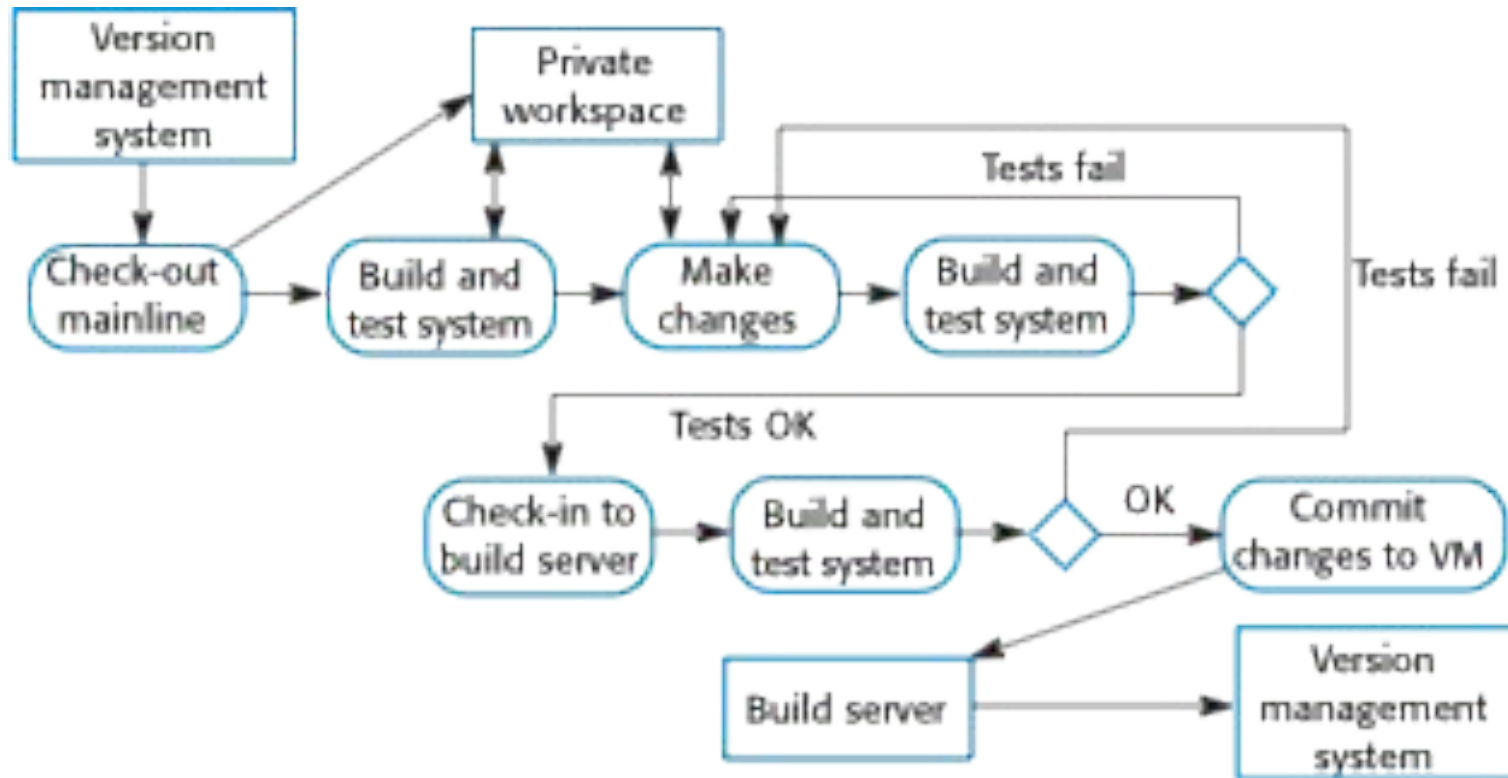 Version
management
system
Private
workspace
Tests fail
Check-out
mainline
Build and
test system
Make
changes
Build and
test system
Tests fail
Tests OK
Check-in to
build server
Build and
test system
OK
Commit
changes to VM
Build server
Version
management
system